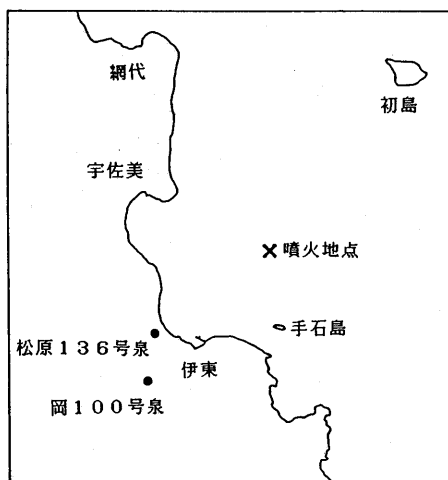 網代
初島
宇佐美
噴火地点
手石島
松原136号泉
伊東
岡100号泉